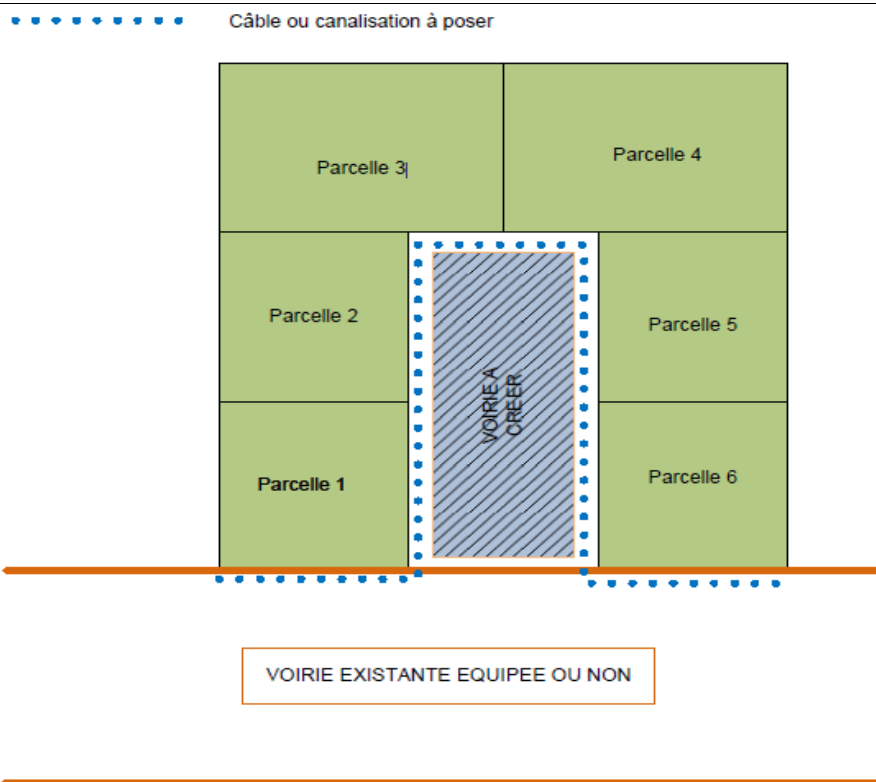 Câble ou canalisation à poser
Parcelle 3
Parcelle 4
Parcelle 2
Parcelle 5
VOIRIE A
CREER
Parcelle 1
Parcelle 6
VOIRIE EXISTANTE EQUIPEE OU NON